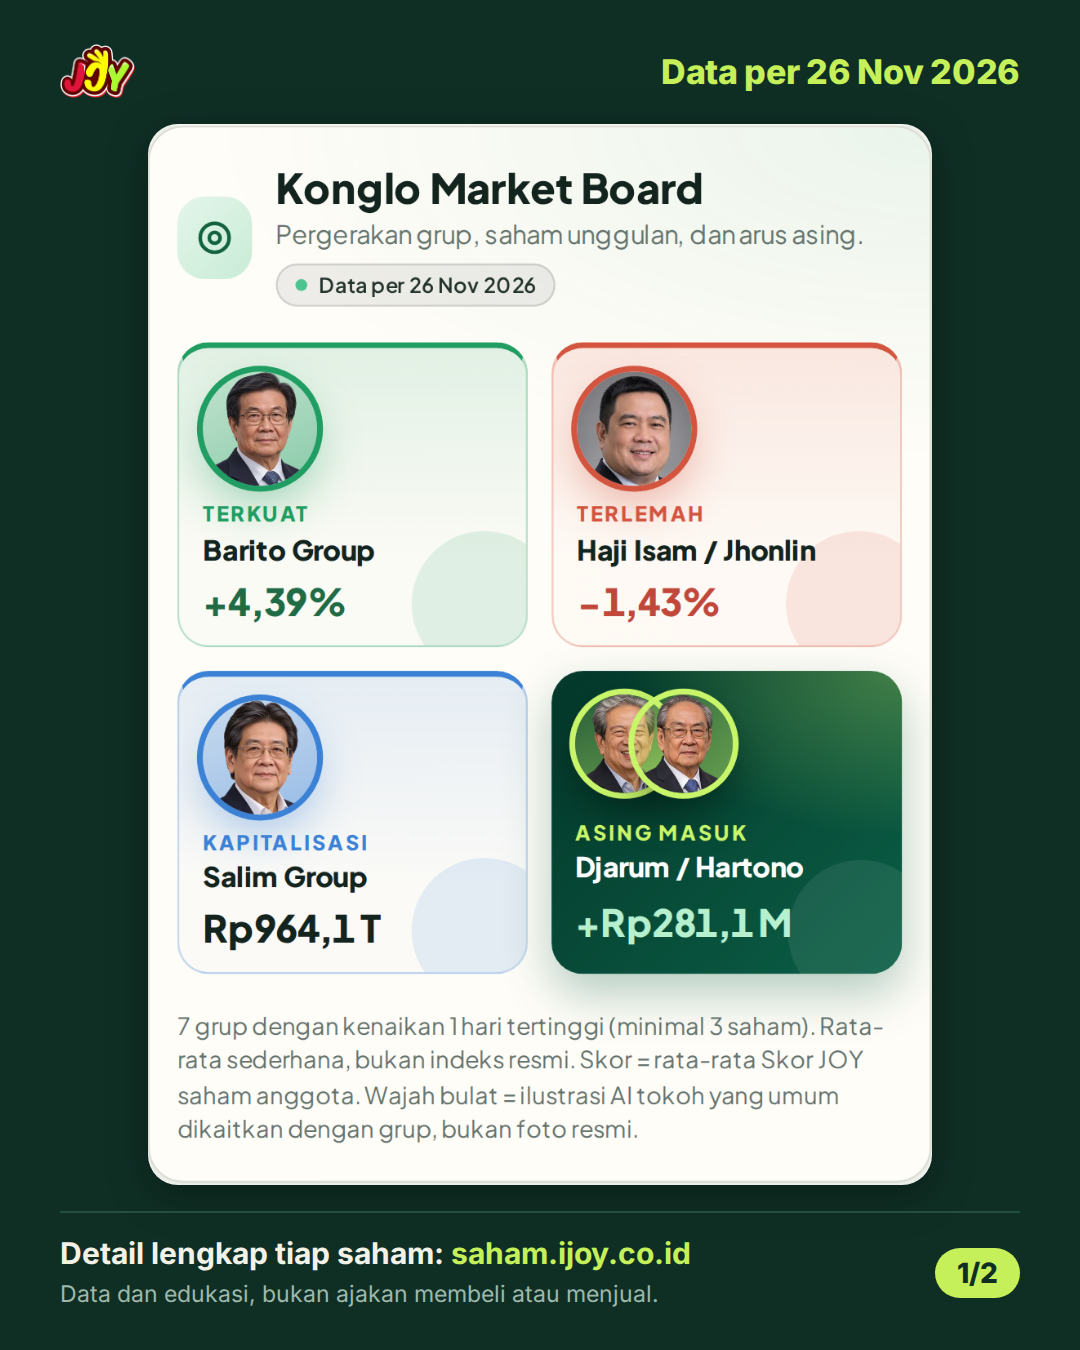 JOY
Data per 26 Nov 2026
Konglo Market Board
Pergerakan grup, saham unggulan, dan arus asing.
Data per 26 Nov 2026
TERKUAT
Barito Group
+4,39%
TERLEMAH
Haji Isam / Jhonlin
-1,43%
KAPITALISASI
Salim Group
Rp964,1 T
ASING MASUK
Djarum / Hartono
+Rp281,1 M
7 grup dengan kenaikan 1 hari tertinggi (minimal 3 saham). Rata-
rata sederhana, bukan indeks resmi. Skor = rata-rata Skor JOY
saham anggota. Wajah bulat = ilustrasi AI tokoh yang umum
dikaitkan dengan grup, bukan foto resmi.
Detail lengkap tiap saham: saham.ijoy.co.id
Data dan edukasi, bukan ajakan membeli atau menjual.
1/2